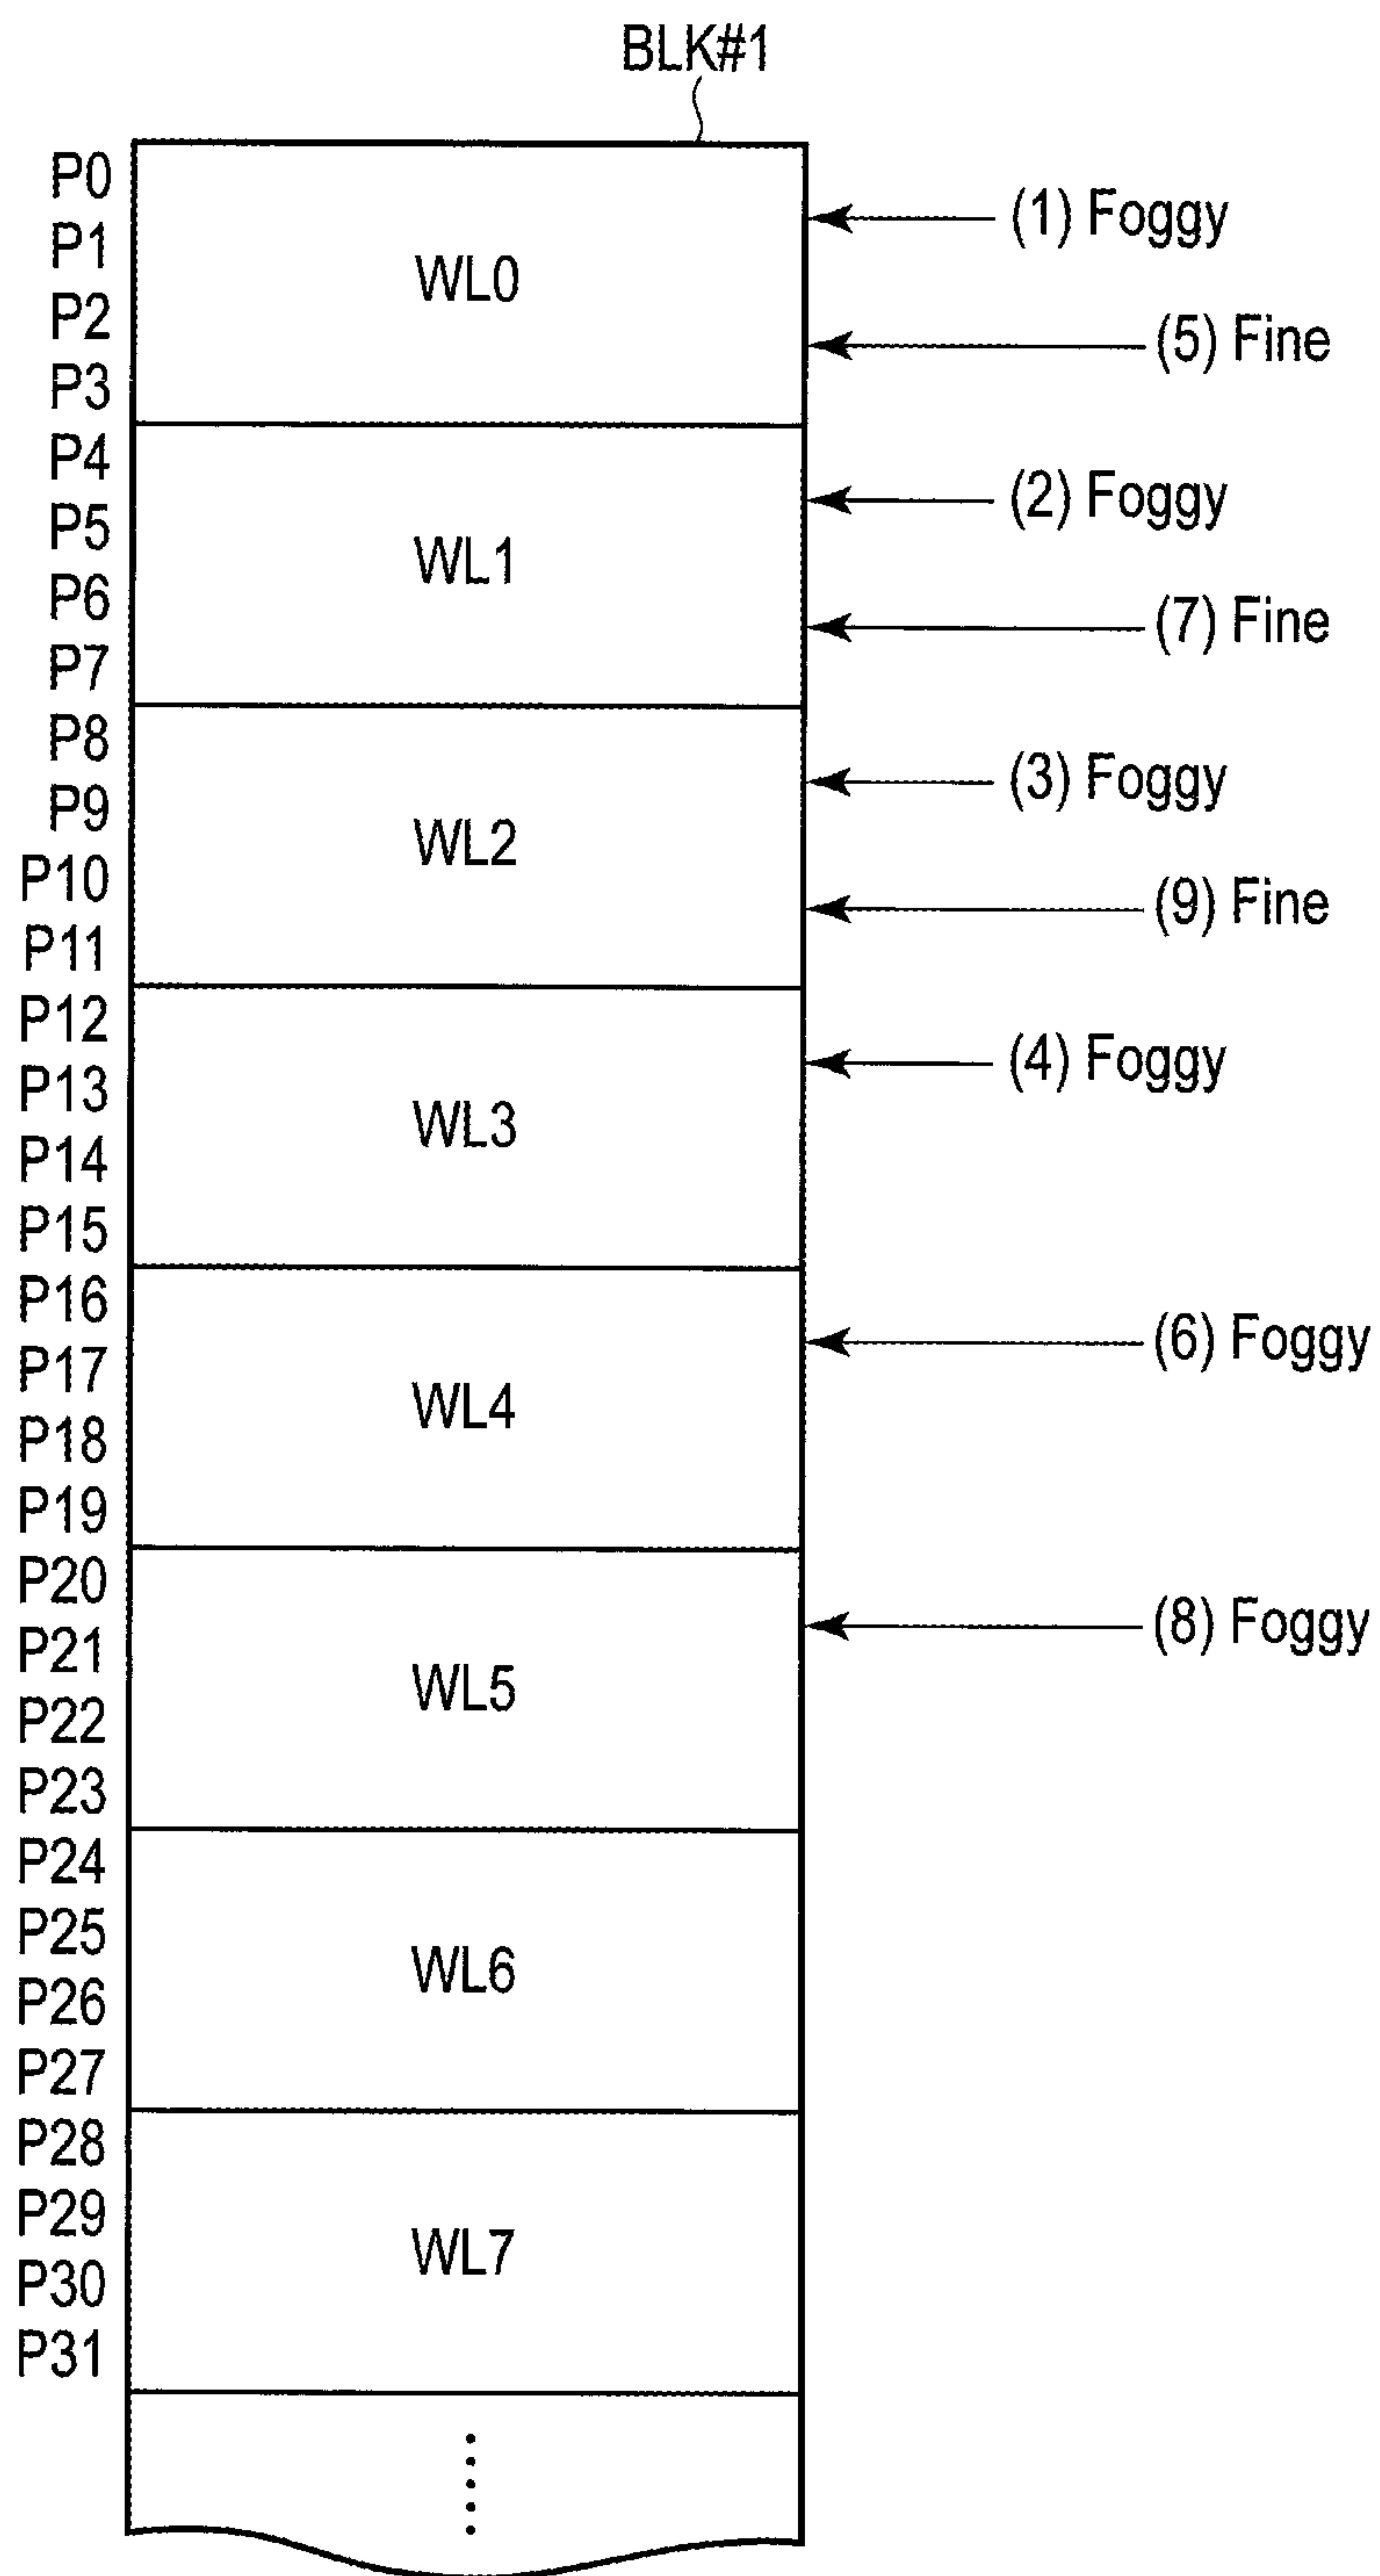 BLK#1
P0
P1
(1) Foggy
WL0
P2
(5) Fine
P3
P4
P5
(2) Foggy
WL1
P6
(7) Fine
P7
P8
P9
(3) Foggy
WL2
P10
(9) Fine
P11
P12
P13
(4) Foggy
WL3
P14
P15
P16
P17
(6) Foggy
WL4
P18
P19
P20
P21
(8) Foggy
WL5
P22
P23
P24
P25
WL6
P26
P27
P28
P29
WL7
P30
P31